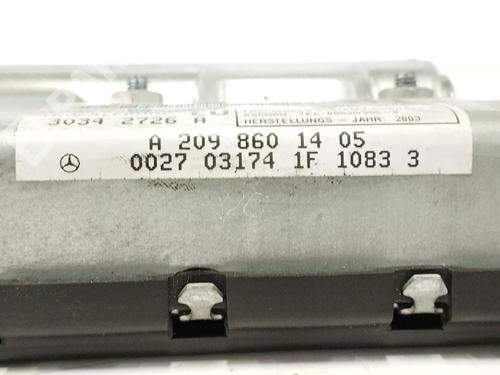 3034 2726 A
HERSTELLUNGS - JAHR: 2003
A 209 860 14 05
0027 03174 1F 1083 3